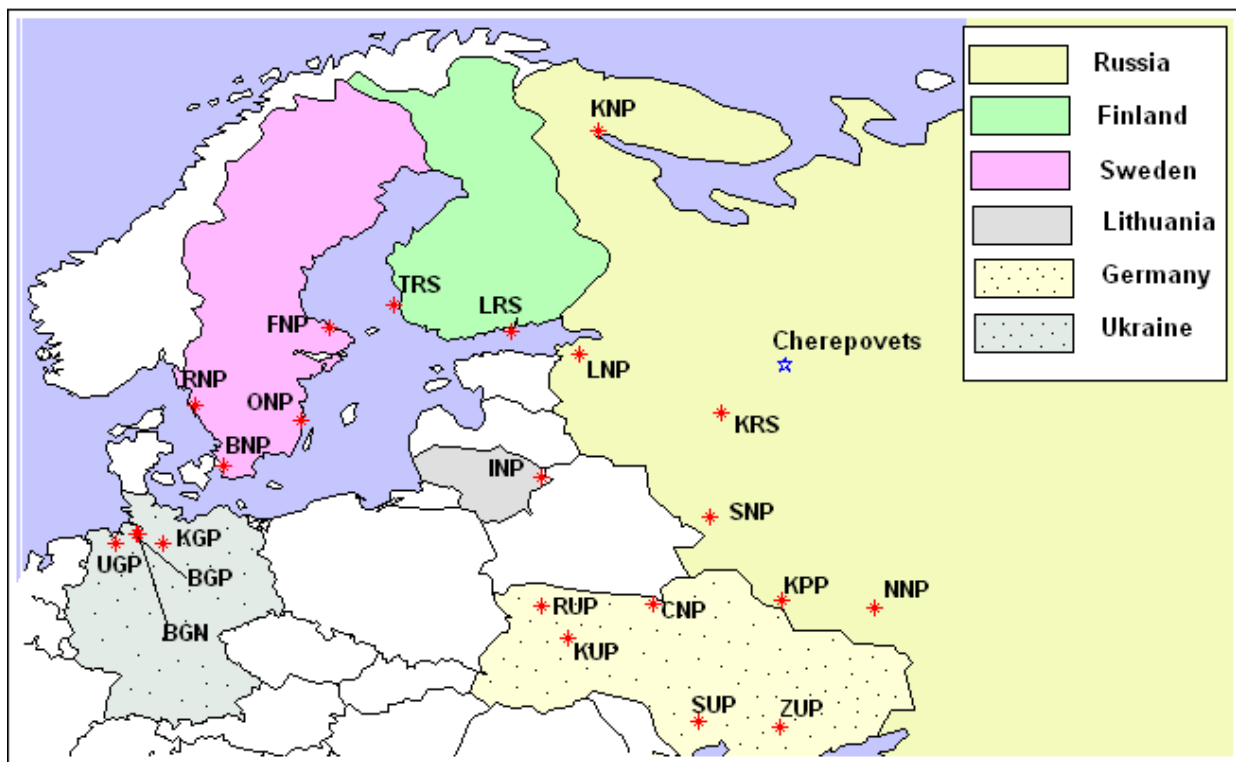 Russia
KNP
Finland
Sweden
Lithuania
TRS
Germany
LRS
FNP
Ukraine
Cherepovets
LNP
RNP
ONP
KRS
BNP
INP
SNP
KGP
UGP
BGP
KPP
NNP
RUP
CNP
BGN
KUP
SUP
ZUP